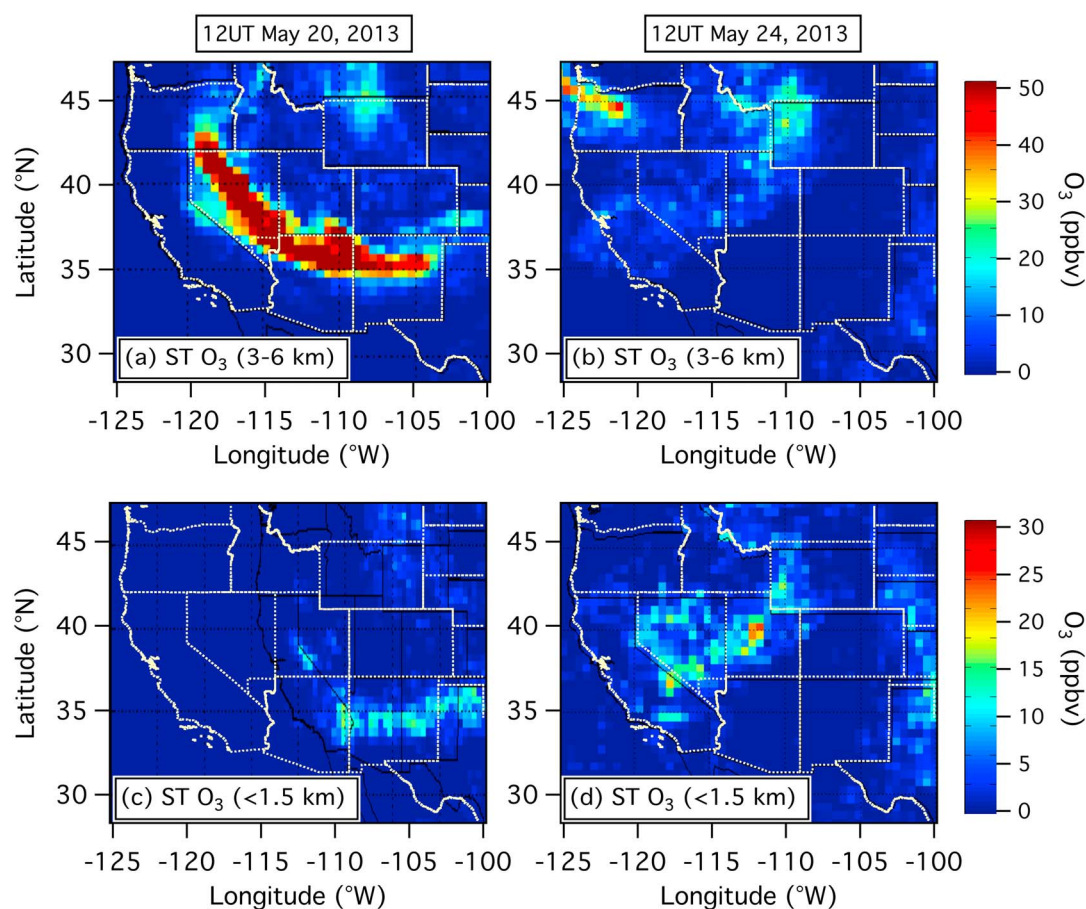 12UT May 20, 2013
12UT May 24, 2013
Latitude (°N)
45
40
35
30
(a) ST O₃ (3-6 km)
-125 -120 -115 -110 -105 -100
Longitude (°W)
45
40
35
30
(b) ST O₃ (3-6 km)
-125 -120 -115 -110 -105 -100
Longitude (°W)
50
40
30
20
10
0
O₃ (ppbv)
Latitude (°N)
45
40
35
30
(c) ST O₃ (<1.5 km)
-125 -120 -115 -110 -105 -100
Longitude (°W)
45
40
35
30
(d) ST O₃ (<1.5 km)
-125 -120 -115 -110 -105 -100
Longitude (°W)
30
25
20
15
10
5
0
O₃ (ppbv)